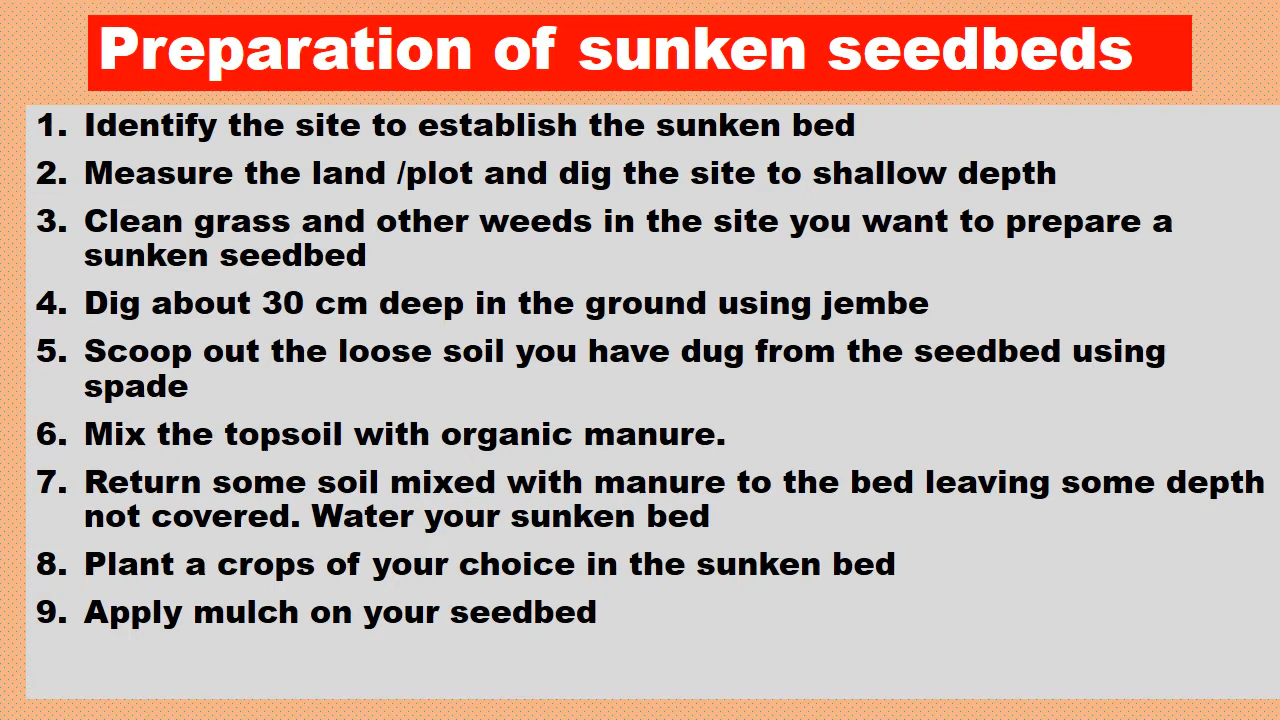 Preparation of sunken seedbeds
1. Identify the site to establish the sunken bed
2. Measure the land /plot and dig the site to shallow depth
3. Clean grass and other weeds in the site you want to prepare a
sunken seedbed
4. Dig about 30 cm deep in the ground using jembe
5. Scoop out the loose soil you have dug from the seedbed using
spade
6. Mix the topsoil with organic manure.
7. Return some soil mixed with manure to the bed leaving some depth
not covered. Water your sunken bed
8. Plant a crops of your choice in the sunken bed
9. Apply mulch on your seedbed